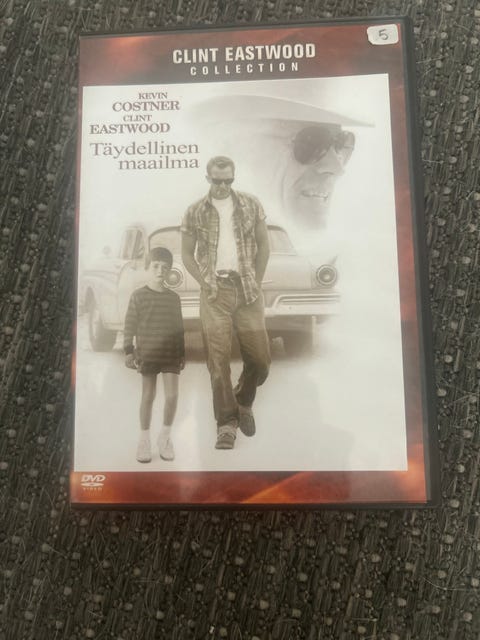 5
CLINT EASTWOOD
COLLECTION
KEVIN
COSTNER
CLINT
EASTWOOD
Täydellinen
maailma
DVD
VIDEO